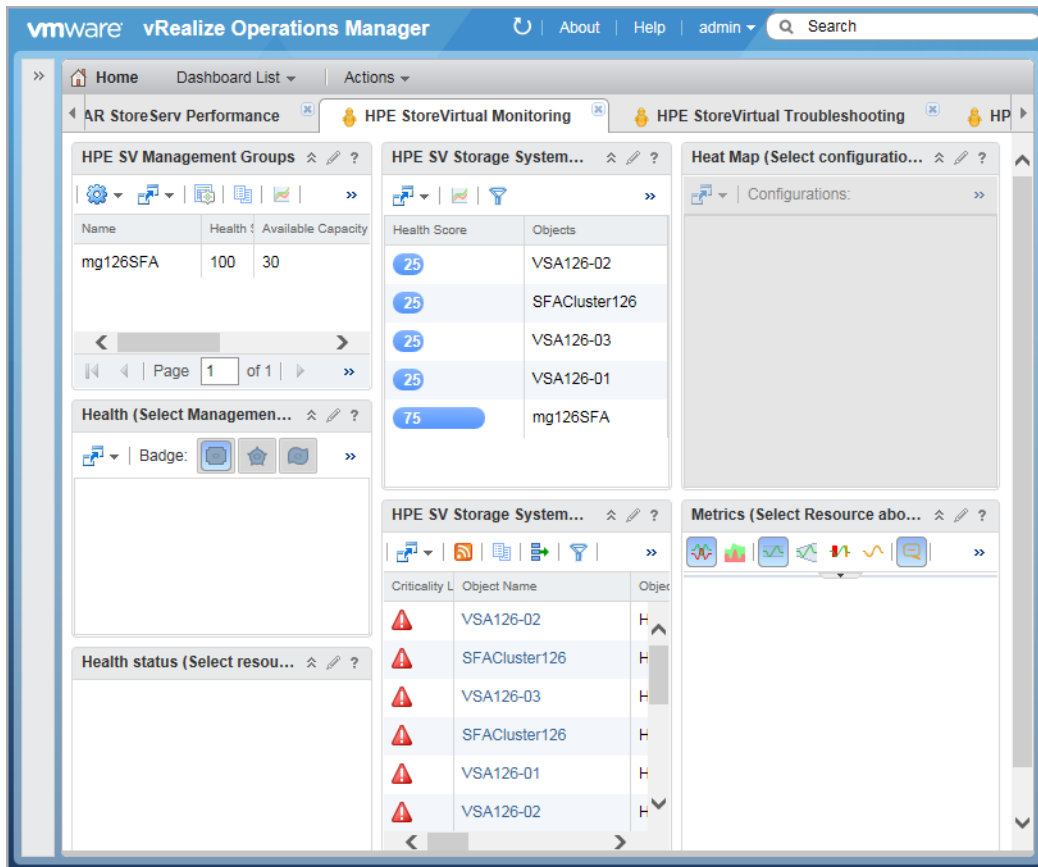 vmware vRealize Operations Manager
About | Help | admin
Search
Home Dashboard List Actions
AR StoreServ Performance
HPE StoreVirtual Monitoring
HPE StoreVirtual Troubleshooting
HP
HPE SV Management Groups ?
Name Health Available Capacity
mg126SFA 100 30
Page 1 of 1
Health (Select Managemen... ?
Badge:
Health status (Select resou... ?
HPE SV Storage System... ?
Health Score Objects
25 VSA126-02
25 SFACluster126
25 VSA126-03
25 VSA126-01
75 mg126SFA
HPE SV Storage System... ?
Criticality L Object Name Objec
VSA126-02 H
SFACluster126 H
VSA126-03 H
SFACluster126 H
VSA126-01 H
VSA126-02 H
Heat Map (Select configuratio... ?
Configurations:
Metrics (Select Resource abo... ?